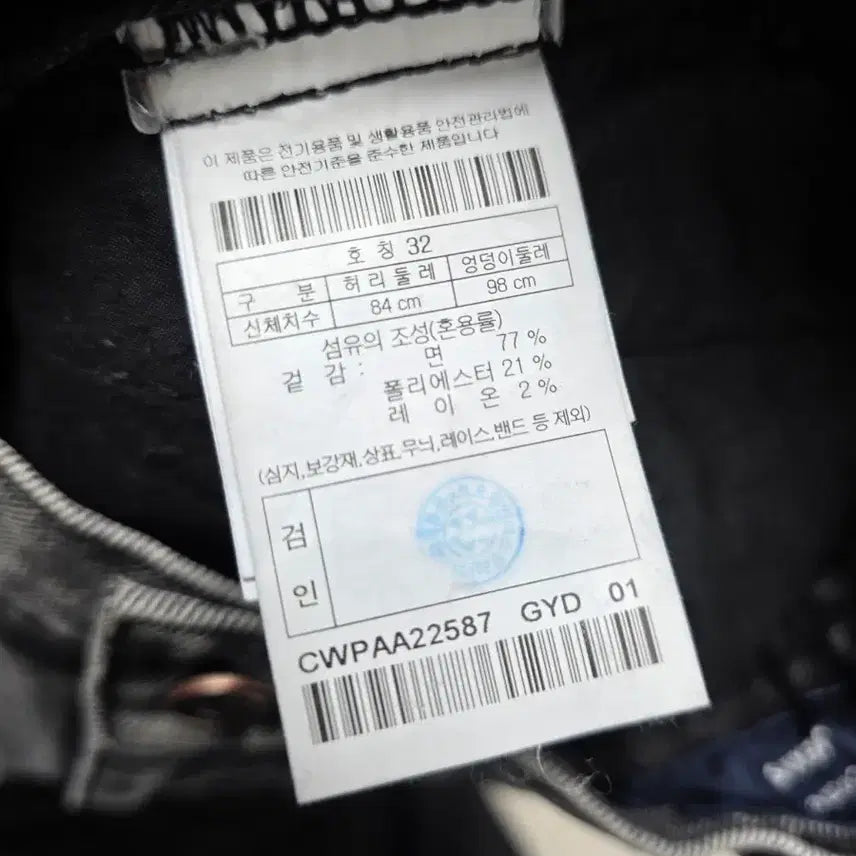 이 제품은 전기용품 및 생활용품 안전관리법에
따른 안전기준을 준수한 제품입니다
호 칭 32
구 분 허 리 둘 레 엉덩이둘레
신체치수 84 cm 98 cm
섬유의 조성(혼용률)
겉 감 : 면 77 %
폴리에스터 21 %
레 이 온 2 %
(심지,보강재,상표,무늬,레이스,밴드 등 제외)
검
인
CWPAA22587 GYD 01